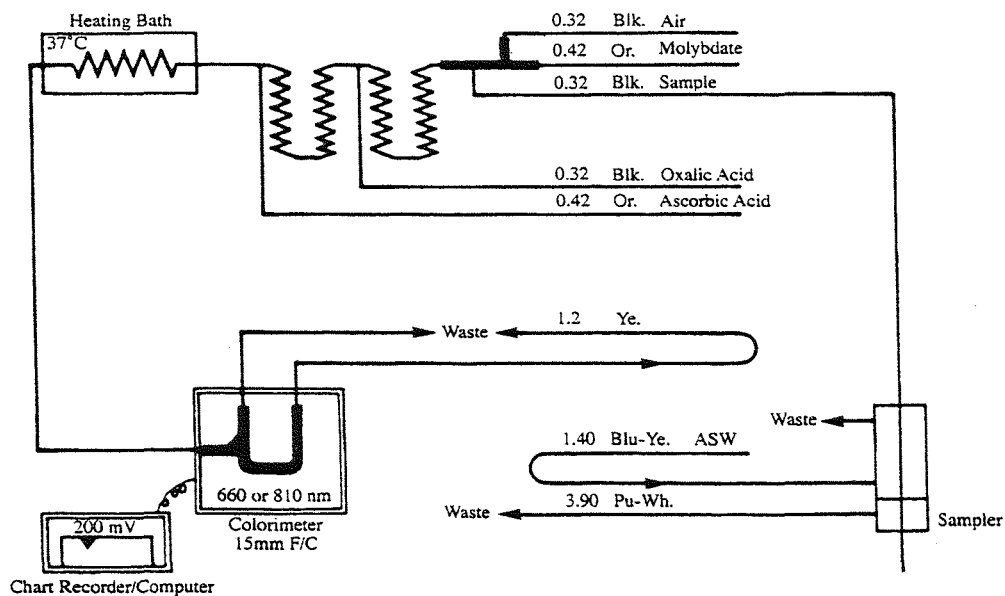 Heating Bath
37°C
0.32 Blk. Air
0.42 Or. Molybdate
0.32 Blk. Sample
0.32 Blk. Oxalic Acid
0.42 Or. Ascorbic Acid
Waste
1.2 Ye.
Waste
1.40 Blu-Ye. ASW
3.90 Pu-Wh.
Waste
Sampler
660 or 810 nm
Colorimeter
15mm F/C
200 mV
Chart Recorder/Computer